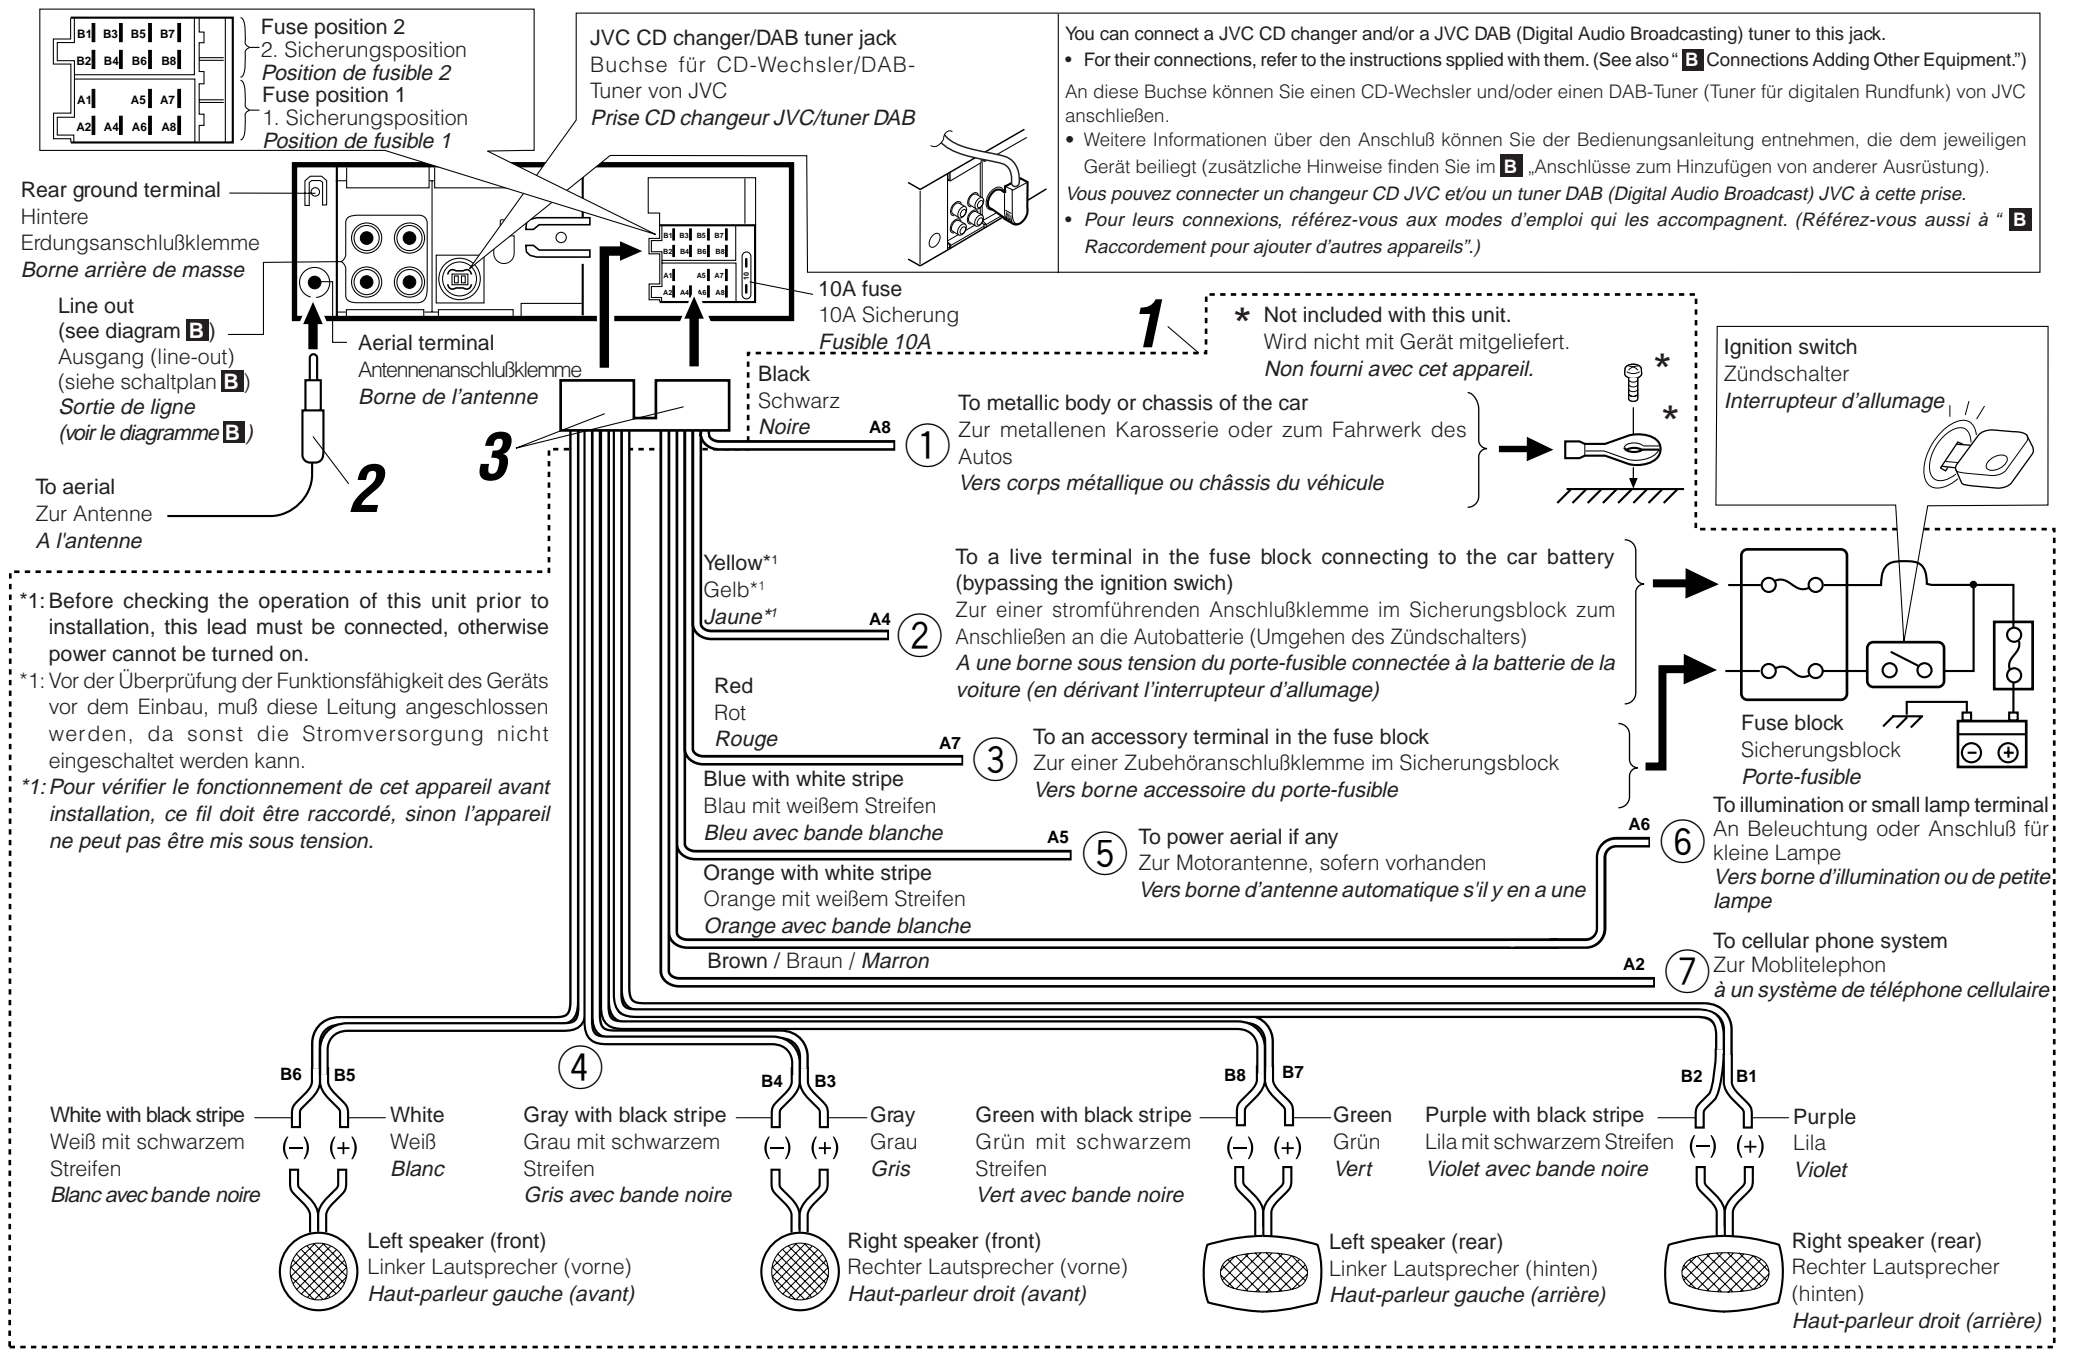 B1 B3 B5 B7
B2 B4 B6 B8
A1 A5 A7
A2 A4 A6 A8
Fuse position 2
2. Sicherungsposition
Position de fusible 2
Fuse position 1
1. Sicherungsposition
Position de fusible 1
JVC CD changer/DAB tuner jack
Buchse für CD-Wechsler/DAB-
Tuner von JVC
Prise CD changeur JVC/tuner DAB
You can connect a JVC CD changer and/or a JVC DAB (Digital Audio Broadcasting) tuner to this jack.
• For their connections, refer to the instructions spplied with them. (See also “ B Connections Adding Other Equipment.”)
An diese Buchse können Sie einen CD-Wechsler und/oder einen DAB-Tuner (Tuner für digitalen Rundfunk) von JVC
anschließen.
• Weitere Informationen über den Anschluß können Sie der Bedienungsanleitung entnehmen, die dem jeweiligen
Gerät beiliegt (zusätzliche Hinweise finden Sie im B „Anschlüsse zum Hinzufügen von anderer Ausrüstung).
Vous pouvez connecter un changeur CD JVC et/ou un tuner DAB (Digital Audio Broadcast) JVC à cette prise.
• Pour leurs connexions, référez-vous aux modes d’emploi qui les accompagnent. (Référez-vous aussi à “ B
Raccordement pour ajouter d’autres appareils”.)
Rear ground terminal
Hintere
Erdungsanschlußklemme
Borne arrière de masse
B1 B3 B5 B7
B2 B4 B6 B8
A1 A5 A7
A2 A4 A6 A8
10
Line out
(see diagram B)
Ausgang (line-out)
(siehe schaltplan B)
Sortie de ligne
(voir le diagramme B)
Aerial terminal
Antennenanschlußklemme
Borne de l’antenne
10A fuse
10A Sicherung
Fusible 10A
1
* Not included with this unit.
Wird nicht mit Gerät mitgeliefert.
Non fourni avec cet appareil.
*
*
Ignition switch
Zündschalter
Interrupteur d’allumage
2
3
To aerial
Zur Antenne
A l'antenne
Black
Schwarz
Noire
A8
①
To metallic body or chassis of the car
Zur metallenen Karosserie oder zum Fahrwerk des
Autos
Vers corps métallique ou châssis du véhicule
*1: Before checking the operation of this unit prior to
installation, this lead must be connected, otherwise
power cannot be turned on.
*1: Vor der Überprüfung der Funktionsfähigkeit des Geräts
vor dem Einbau, muß diese Leitung angeschlossen
werden, da sonst die Stromversorgung nicht
eingeschaltet werden kann.
*1: Pour vérifier le fonctionnement de cet appareil avant
installation, ce fil doit être raccordé, sinon l’appareil
ne peut pas être mis sous tension.
Yellow*1
Gelb*1
Jaune*1
A4
②
To a live terminal in the fuse block connecting to the car battery
(bypassing the ignition swich)
Zur einer stromführenden Anschlußklemme im Sicherungsblock zum
Anschließen an die Autobatterie (Umgehen des Zündschalters)
A une borne sous tension du porte-fusible connectée à la batterie de la
voiture (en dérivant l’interrupteur d’allumage)
Red
Rot
Rouge
A7
③
To an accessory terminal in the fuse block
Zur einer Zubehöranschlußklemme im Sicherungsblock
Vers borne accessoire du porte-fusible
Fuse block
Sicherungsblock
Porte-fusible
Blue with white stripe
Blau mit weißem Streifen
Bleu avec bande blanche
A5
⑤
To power aerial if any
Zur Motorantenne, sofern vorhanden
Vers borne d’antenne automatique s'il y en a une
Orange with white stripe
Orange mit weißem Streifen
Orange avec bande blanche
A6
⑥
To illumination or small lamp terminal
An Beleuchtung oder Anschluß für
kleine Lampe
Vers borne d’illumination ou de petite
lampe
Brown / Braun / Marron
A2
⑦
To cellular phone system
Zur Moblitelephon
à un système de téléphone cellulaire
④
B6 B5
White with black stripe
Weiß mit schwarzem
Streifen
Blanc avec bande noire
(–) (+)
White
Weiß
Blanc
Left speaker (front)
Linker Lautsprecher (vorne)
Haut-parleur gauche (avant)
B4 B3
Gray with black stripe
Grau mit schwarzem
Streifen
Gris avec bande noire
(–) (+)
Gray
Grau
Gris
Right speaker (front)
Rechter Lautsprecher (vorne)
Haut-parleur droit (avant)
B8 B7
Green with black stripe
Grün mit schwarzem
Streifen
Vert avec bande noire
(–) (+)
Green
Grün
Vert
Left speaker (rear)
Linker Lautsprecher (hinten)
Haut-parleur gauche (arrière)
B2 B1
Purple with black stripe
Lila mit schwarzem Streifen
Violet avec bande noire
(–) (+)
Purple
Lila
Violet
Right speaker (rear)
Rechter Lautsprecher
(hinten)
Haut-parleur droit (arrière)